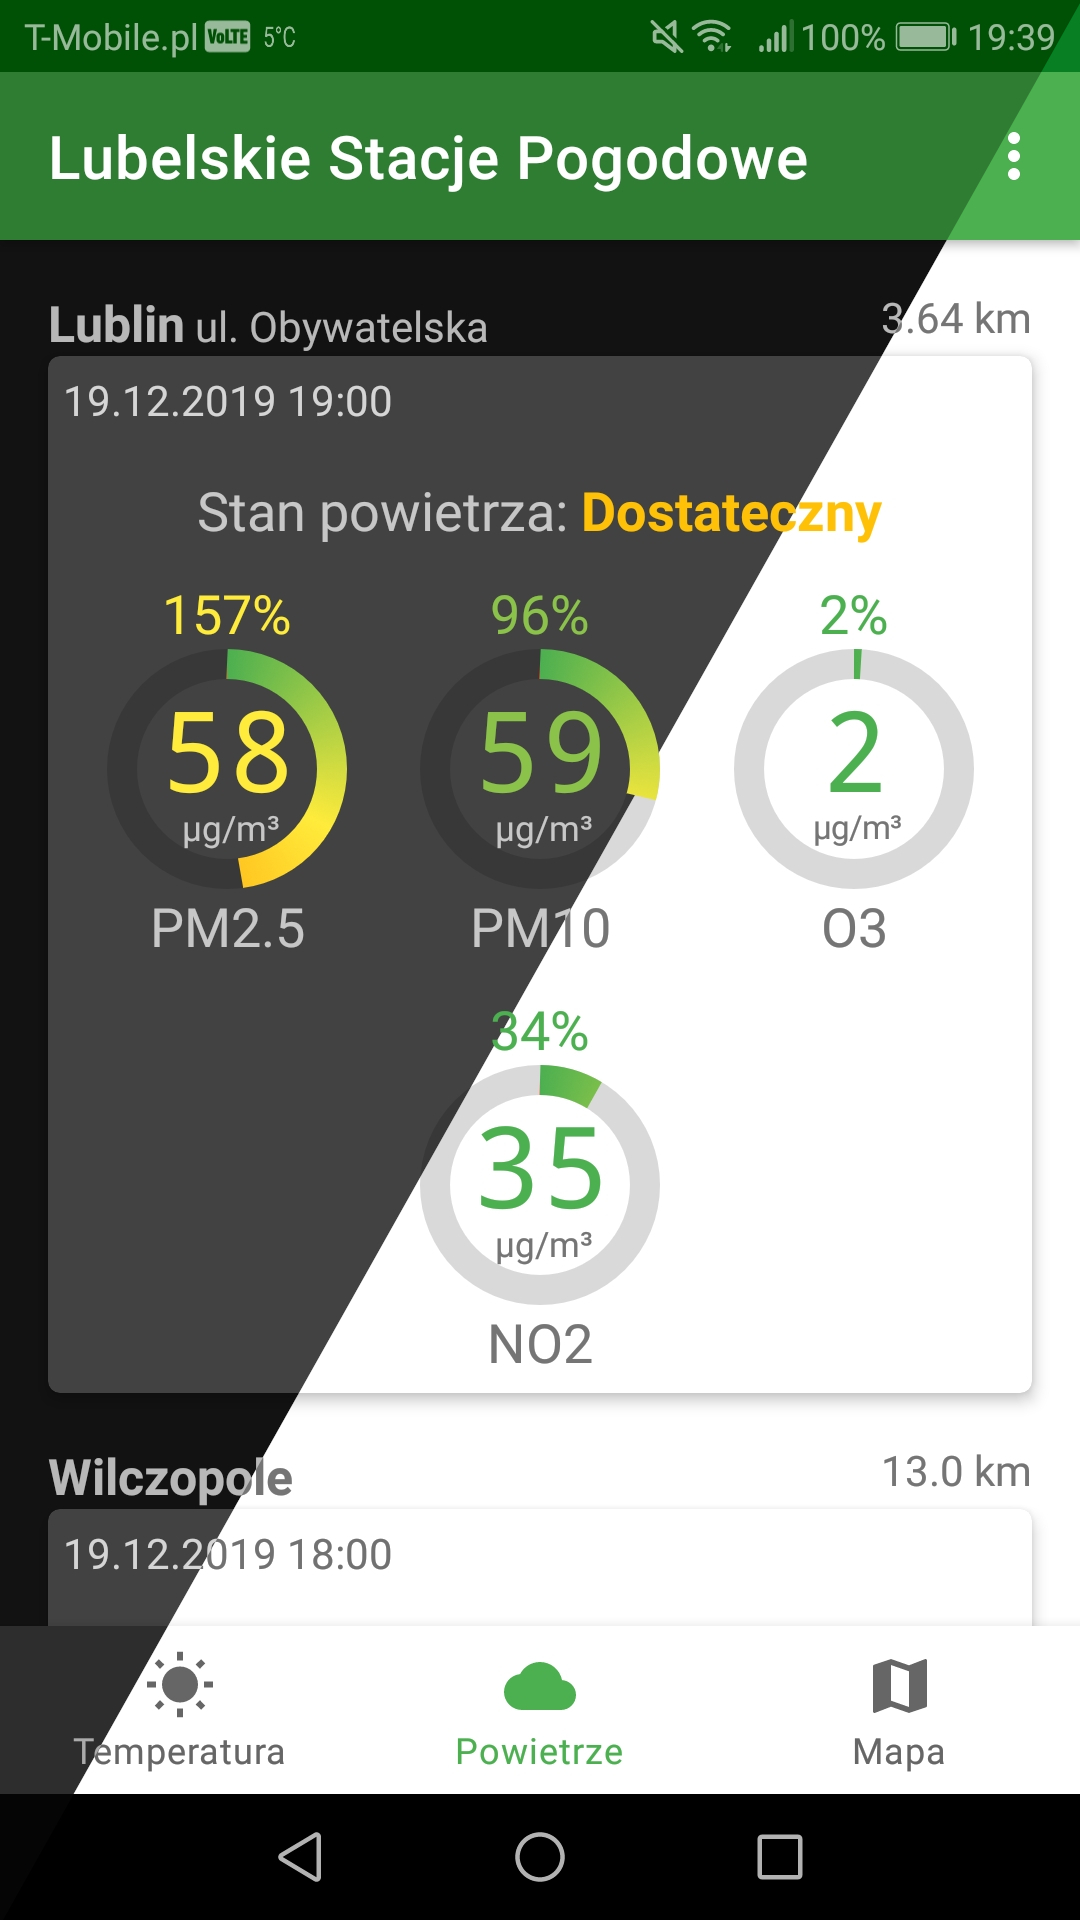 T-Mobile.pl VoLTE 5°C 100% 19:39
Lubelskie Stacje Pogodowe
Lublin ul. Obywatelska 3.64 km
19.12.2019 19:00
Stan powietrza: Dostateczny
157% 96% 2%
58 59 2
µg/m³ µg/m³ µg/m³
PM2.5 PM10 O3
34%
35
µg/m³
NO2
Wilczopole 13.0 km
19.12.2019 18:00
Temperatura Powietrze Mapa